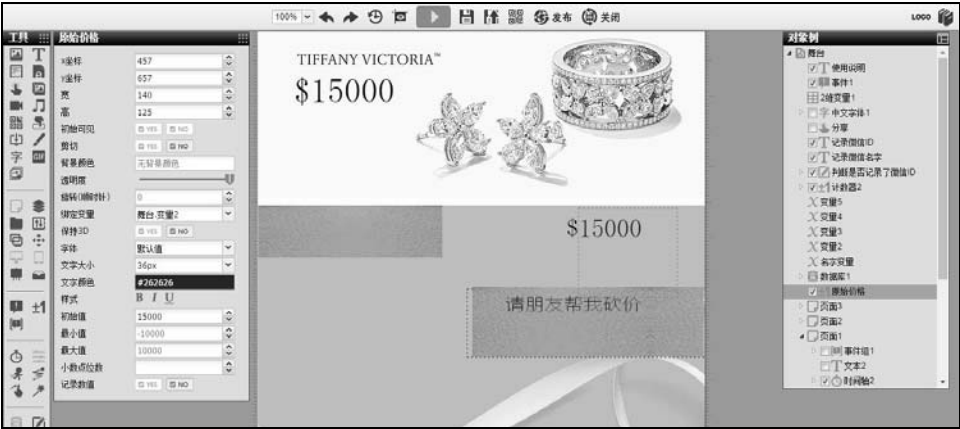 100%
发布
关闭
LOGO
工具
原始价格
X坐标 457
Y坐标 657
宽 140
高 125
初始可见 YES NO
剪切 YES NO
背景颜色 无背景颜色
透明度
旋转(顺时针) 0
绑定变量 舞台.变量2
保持3D YES NO
字体 默认值
文字大小 36px
文字颜色 #262626
样式 B I U
初始值 15000
最小值 -10000
最大值 10000
小数点位数
记录数值 YES NO
TIFFANY VICTORIA™
$15000
$15000
请朋友帮我砍价
对象树
舞台
使用说明
事件1
2维变量1
中文字体1
分享
记录微信ID
记录微信名字
判断是否记录了微信ID
计数器2
变量5
变量4
变量3
变量2
名字变量
数据库1
原始价格
页面3
页面2
页面1
事件组1
文本2
时间轴2